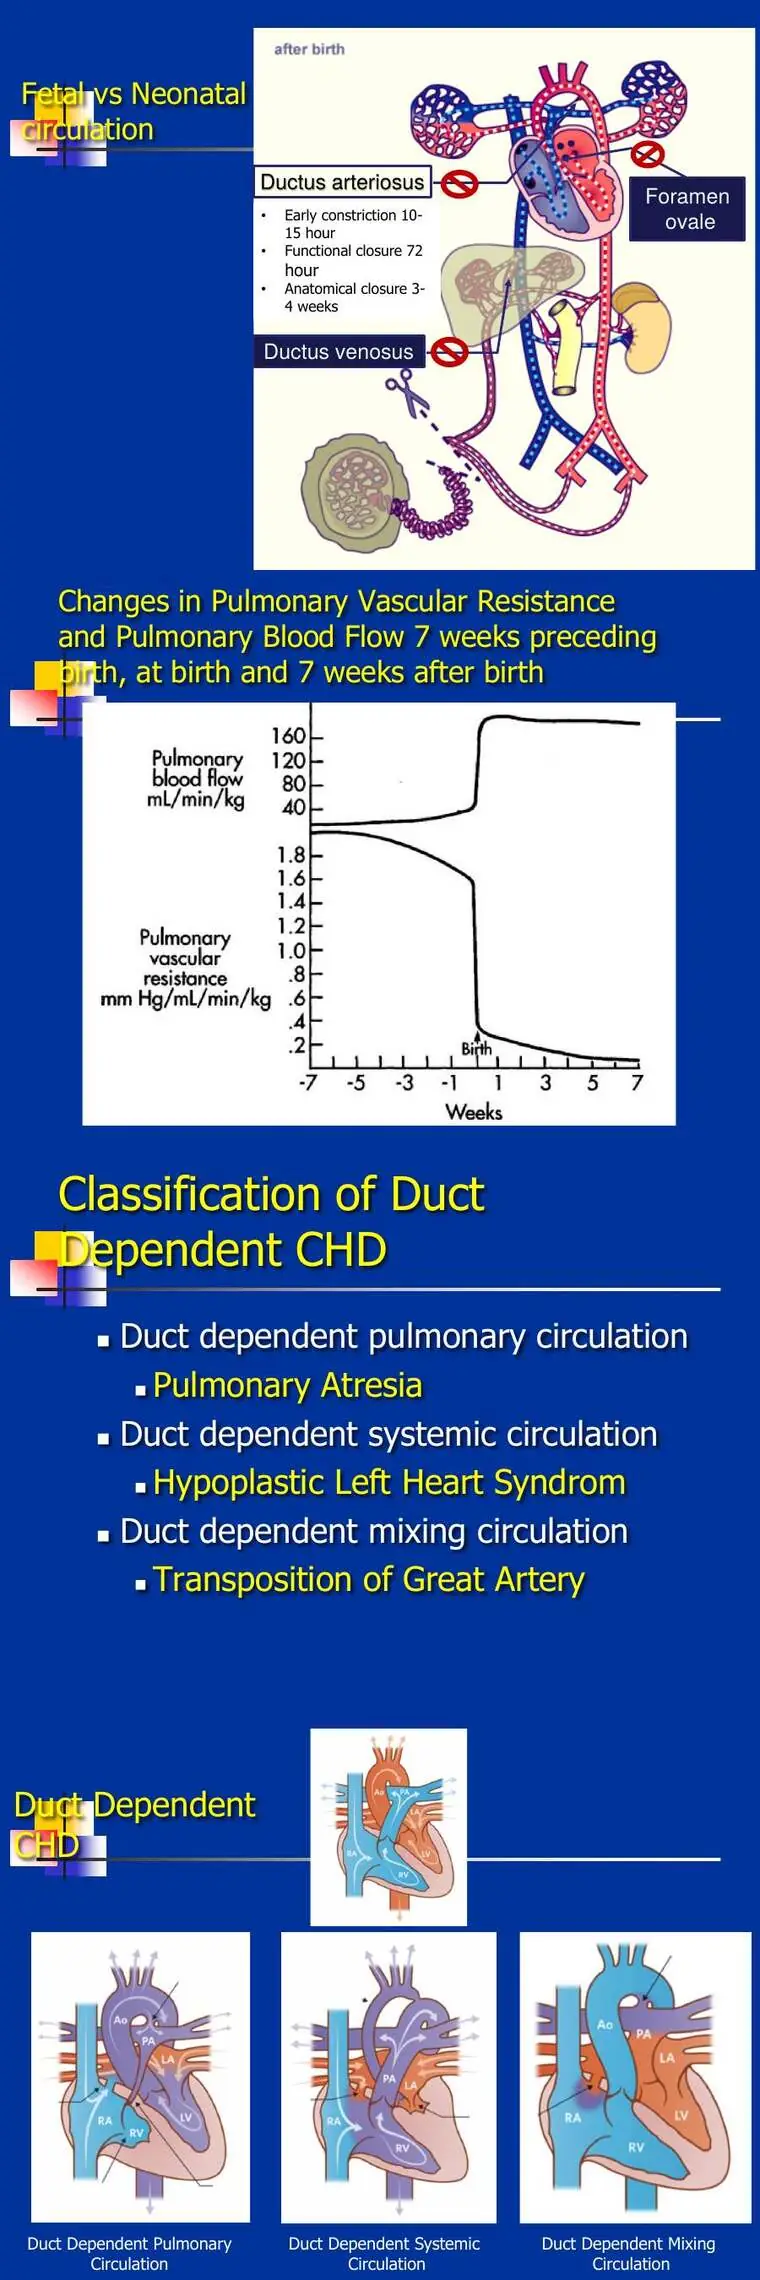 after birth
Fetal vs Neonatal
circulation
Ductus arteriosus
Foramen
ovale
• Early constriction 10-
15 hour
• Functional closure 72
hour
• Anatomical closure 3-
4 weeks
Ductus venosus
Changes in Pulmonary Vascular Resistance
and Pulmonary Blood Flow 7 weeks preceding
birth, at birth and 7 weeks after birth
Pulmonary
blood flow
mL/min/kg
160
120
80
40
Pulmonary
vascular
resistance
mm Hg/mL/min/kg
1.8
1.6
1.4
1.2
1.0
.8
.6
.4
.2
Birth
-7 -5 -3 -1 1 3 5 7
Weeks
Classification of Duct
Dependent CHD
Duct dependent pulmonary circulation
Pulmonary Atresia
Duct dependent systemic circulation
Hypoplastic Left Heart Syndrom
Duct dependent mixing circulation
Transposition of Great Artery
Duct Dependent
CHD
Ao PA
LA
RA LV
RV
Ao
PA
LA
RA LV
RV
PA LA
RA
RV
Ao
PA
LA
RA LV
RV
Duct Dependent Pulmonary
Circulation
Duct Dependent Systemic
Circulation
Duct Dependent Mixing
Circulation